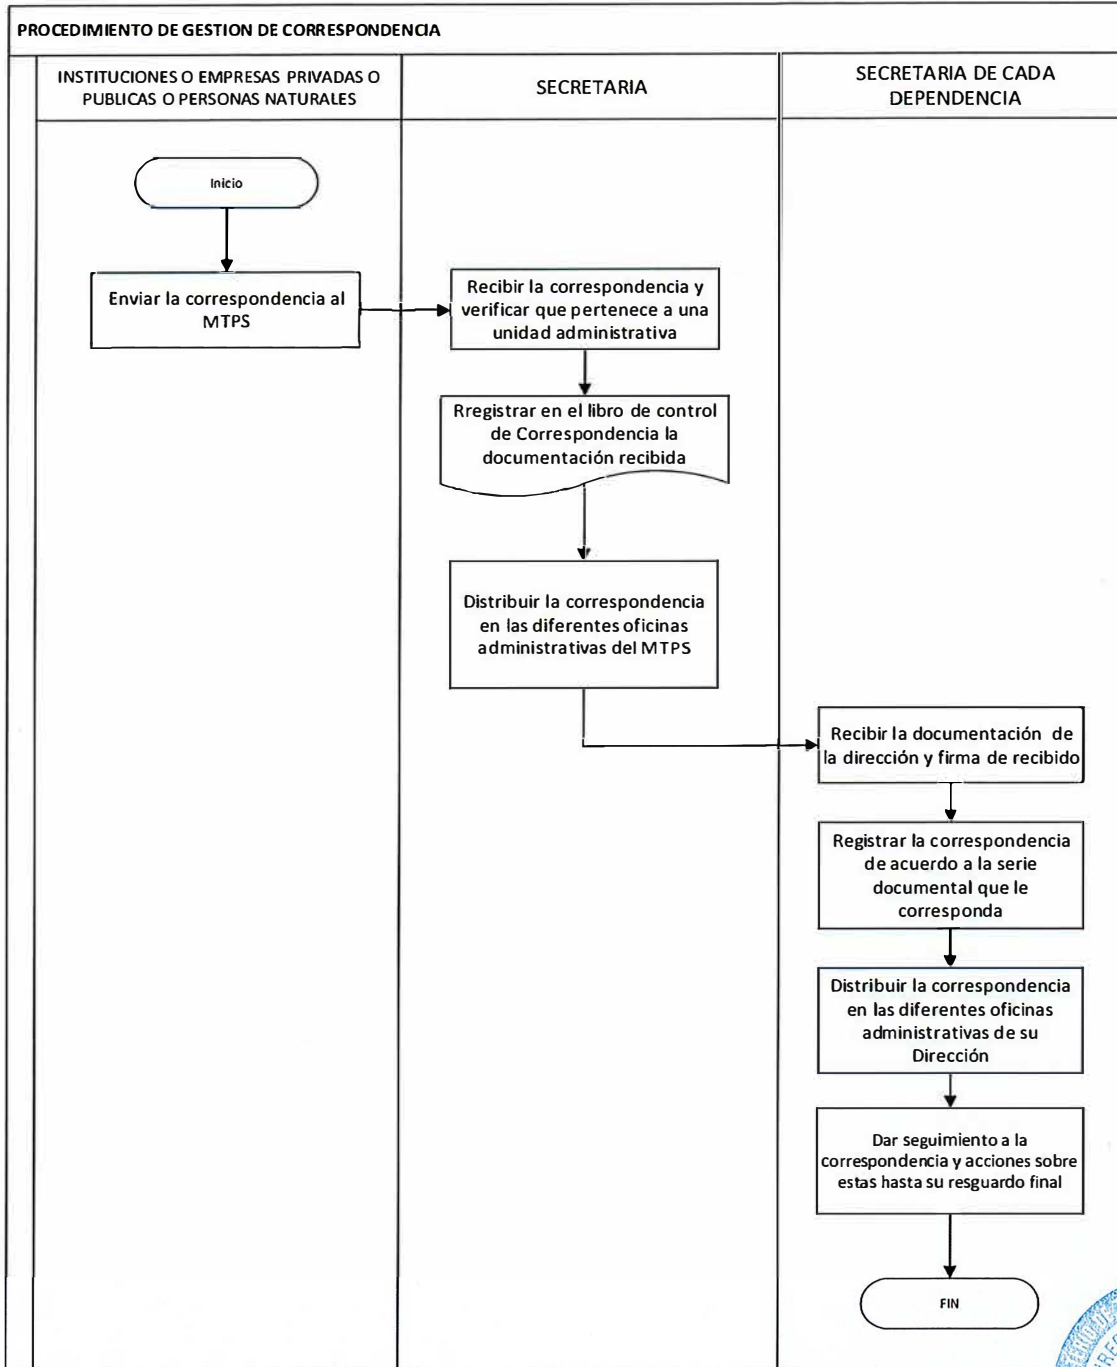 PROCEDIMIENTO DE GESTION DE CORRESPONDENCIA
INSTITUCIONES O EMPRESAS PRIVADAS O
PUBLICAS O PERSONAS NATURALES
SECRETARIA
SECRETARIA DE CADA
DEPENDENCIA
Inicio
Enviar la correspondencia al
MTPS
Recibir la correspondencia y
verificar que pertenece a una
unidad administrativa
Rregistrar en el libro de control
de Correspondencia la
documentación recibida
Distribuir la correspondencia
en las diferentes oficinas
administrativas del MTPS
Recibir la documentación de
la dirección y firma de recibido
Registrar la correspondencia
de acuerdo a la serie
documental que le
corresponda
Distribuir la correspondencia
en las diferentes oficinas
administrativas de su
Dirección
Dar seguimiento a la
correspondencia y acciones sobre
estas hasta su resguardo final
FIN